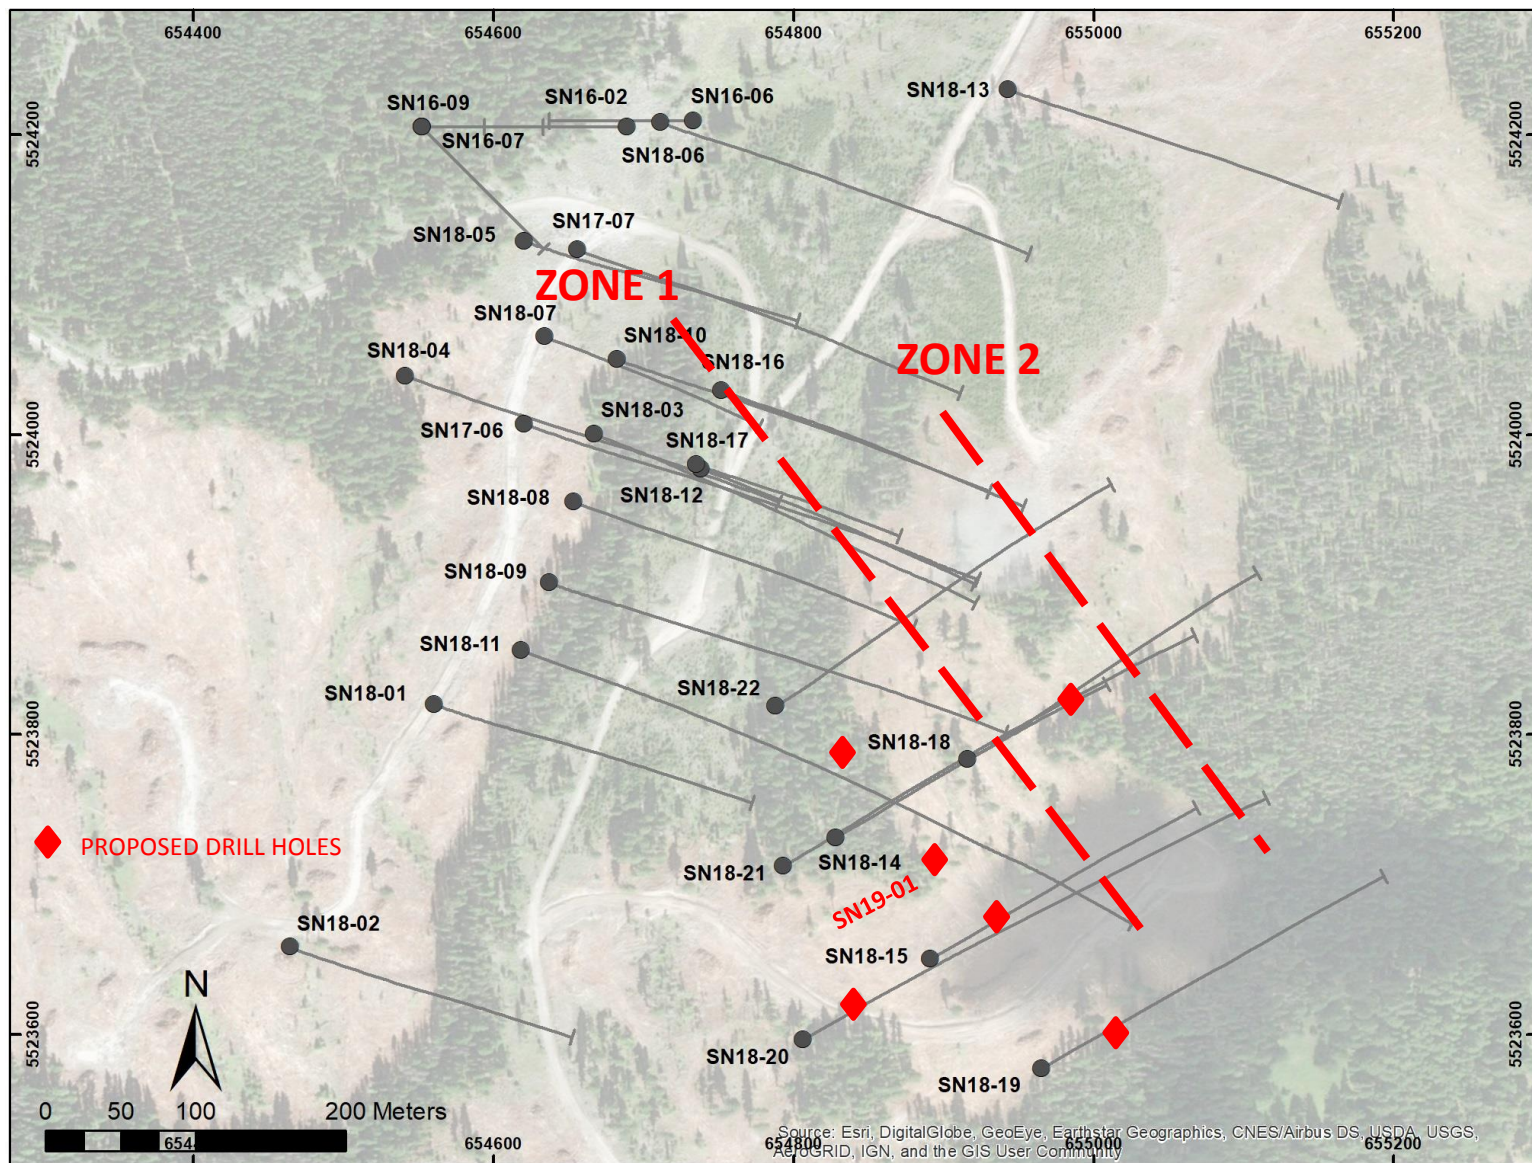 654400 654600 654800 655000 655200
SN18-13
SN16-09 SN16-02 SN16-06
5524200 5524200
SN16-07 SN18-06
SN18-05 SN17-07
ZONE 1
SN18-07 SN18-10
SN18-04 SN18-16 ZONE 2
SN18-03
SN17-06 SN18-17
5524000 5524000
SN18-08 SN18-12
SN18-09
SN18-11
SN18-01 SN18-22
5523800 5523800
SN18-18
PROPOSED DRILL HOLES
SN18-21 SN18-14
SN19-01
SN18-02
SN18-15
N
5523600 5523600
SN18-20
SN18-19
0 50 100 200 Meters
Source: Esri, DigitalGlobe, GeoEye, Earthstar Geographics, CNES/Airbus DS, USDA, USGS,
AeroGRID, IGN, and the GIS User Community
654400 654600 654800 655000 655200